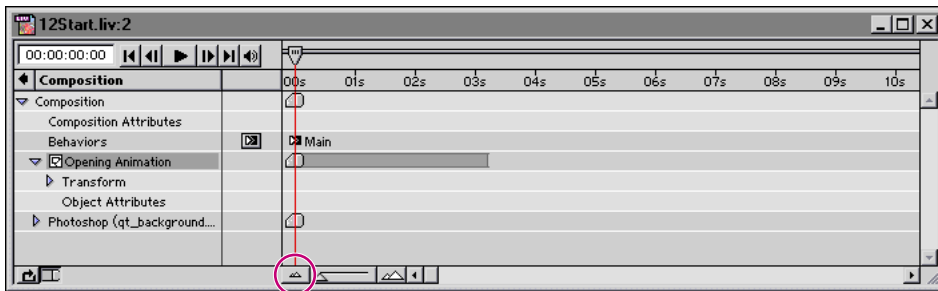 12Start.liv:2
00:00:00:00
Composition
00s 01s 02s 03s 04s 05s 06s 07s 08s 09s 10s
Composition
Composition Attributes
Behaviors Main
Opening Animation
Transform
Object Attributes
Photoshop (qt_background....